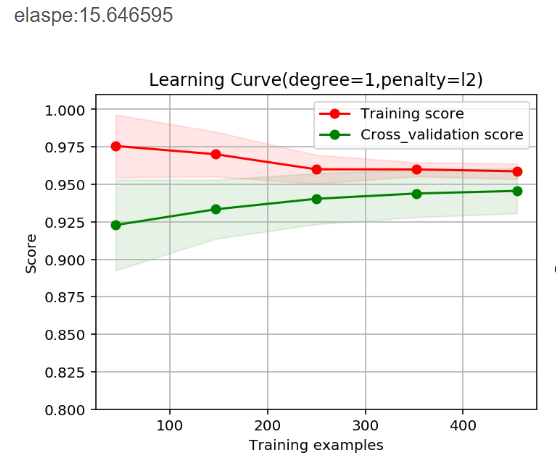 elaspe:15.646595
Learning Curve(degree=1,penalty=l2)
Training score
Cross_validation score
1.000
0.975
0.950
0.925
0.900
0.875
0.850
0.825
0.800
Score
100
200
300
400
Training examples